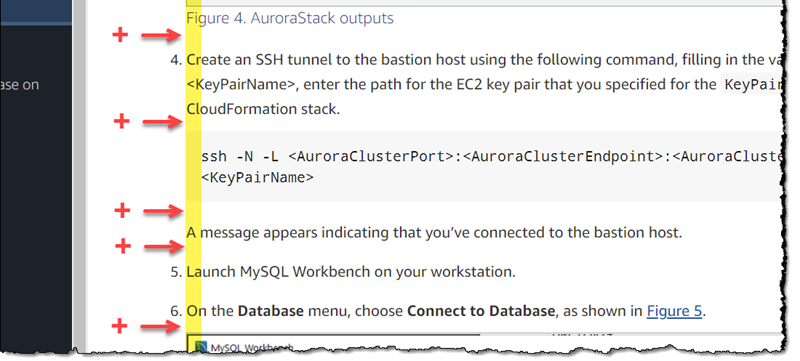 Figure 4. AuroraStack outputs
4. Create an SSH tunnel to the bastion host using the following command, filling in the va
ase on
<KeyPairName>, enter the path for the EC2 key pair that you specified for the KeyPair
CloudFormation stack.
ssh -N -L <AuroraClusterPort>:<AuroraClusterEndpoint>:<AuroraCluste
<KeyPairName>
A message appears indicating that you’ve connected to the bastion host.
5. Launch MySQL Workbench on your workstation.
6. On the Database menu, choose Connect to Database, as shown in Figure 5.
MySQL Workbench